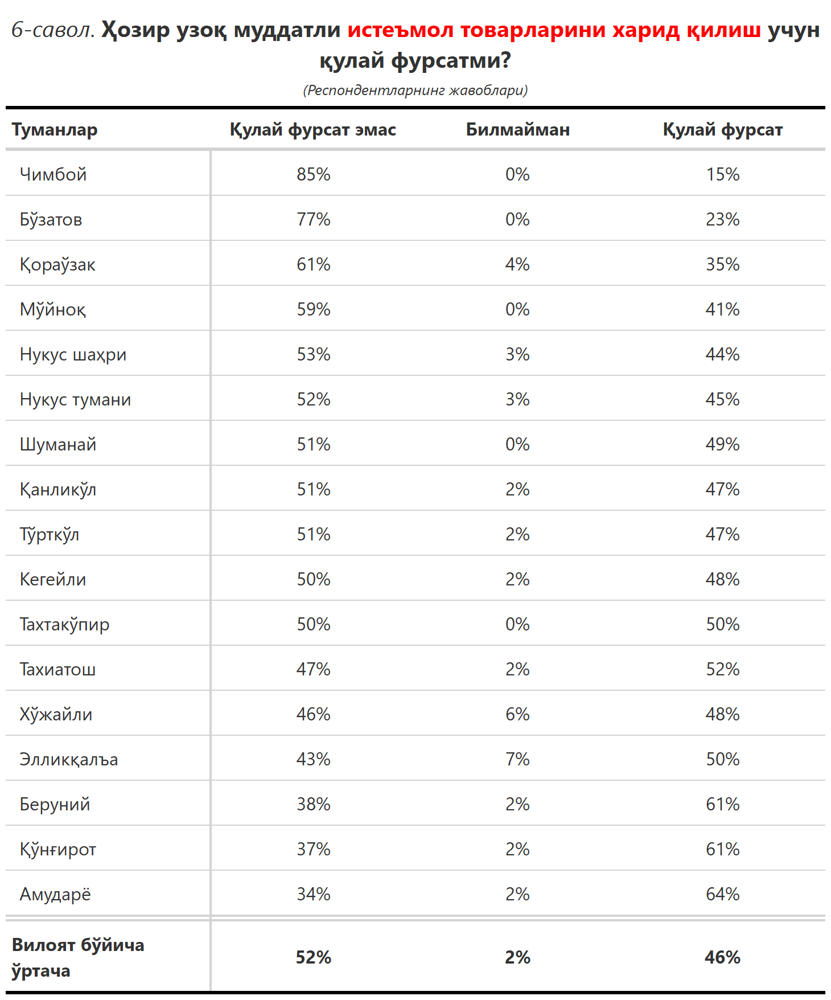 6-савол. Ҳозир узоқ муддатли истеъмол товарларини харид қилиш учун
қулай фурсатми?
(Респондентларнинг жавоблари)
Туманлар Қулай фурсат эмас Билмайман Қулай фурсат
Чимбой 85% 0% 15%
Бўзатов 77% 0% 23%
Қораўзак 61% 4% 35%
Мўйноқ 59% 0% 41%
Нукус шаҳри 53% 3% 44%
Нукус тумани 52% 3% 45%
Шуманай 51% 0% 49%
Қанликўл 51% 2% 47%
Тўрткўл 51% 2% 47%
Кегейли 50% 2% 48%
Тахтакўпир 50% 0% 50%
Тахиатош 47% 2% 52%
Хўжайли 46% 6% 48%
Элликқалъа 43% 7% 50%
Беруний 38% 2% 61%
Қўнғирот 37% 2% 61%
Амударё 34% 2% 64%
Вилоят бўйича
ўртача 52% 2% 46%